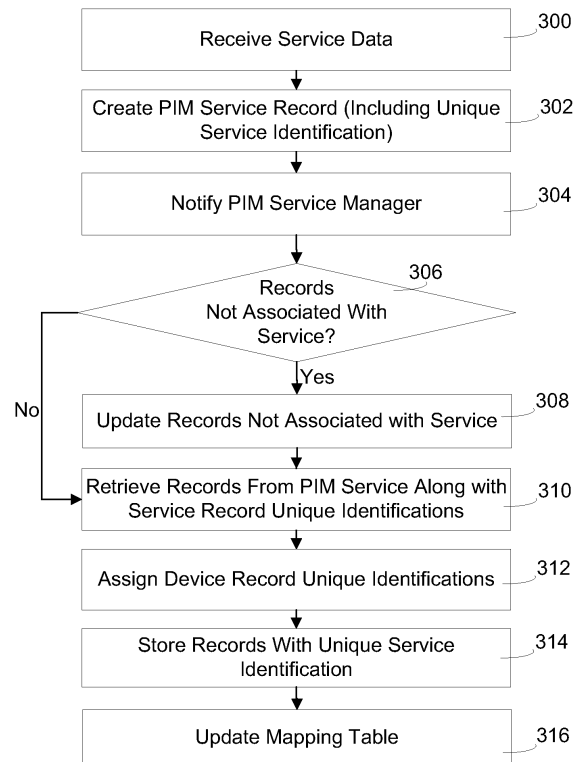 Receive Service Data
300
Create PIM Service Record (Including Unique
Service Identification)
302
Notify PIM Service Manager
304
306
Records
Not Associated With
Service?
Yes
No
Update Records Not Associated with Service
308
Retrieve Records From PIM Service Along with
Service Record Unique Identifications
310
Assign Device Record Unique Identifications
312
Store Records With Unique Service
Identification
314
Update Mapping Table
316